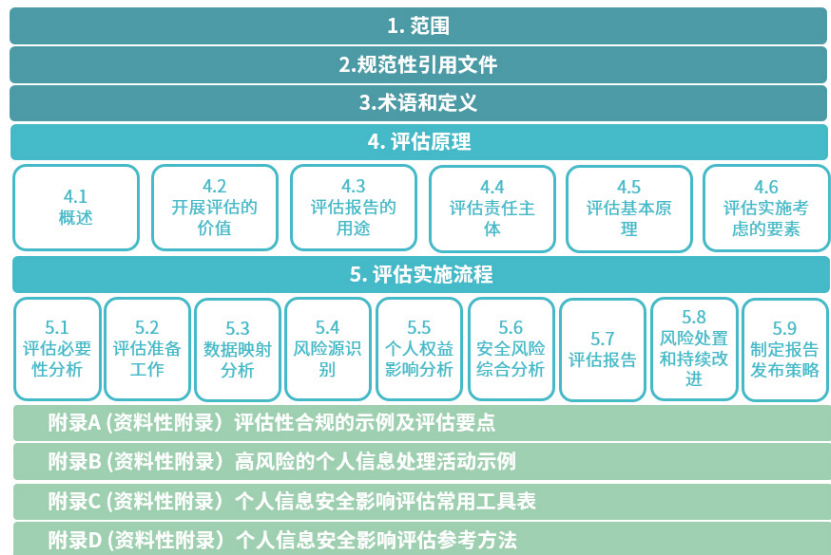 1. 范围
2.规范性引用文件
3.术语和定义
4. 评估原理
4.1
概述
4.2
开展评估的
价值
4.3
评估报告的
用途
4.4
评估责任主
体
4.5
评估基本原
理
4.6
评估实施考
虑的要素
5. 评估实施流程
5.1
评估必要
性分析
5.2
评估准备
工作
5.3
数据映射
分析
5.4
风险源识
别
5.5
个人权益
影响分析
5.6
安全风险
综合分析
5.7
评估报告
5.8
风险处置
和持续改
进
5.9
制定报告
发布策略
附录A (资料性附录）评估性合规的示例及评估要点
附录B (资料性附录）高风险的个人信息处理活动示例
附录C (资料性附录）个人信息安全影响评估常用工具表
附录D (资料性附录）个人信息安全影响评估参考方法